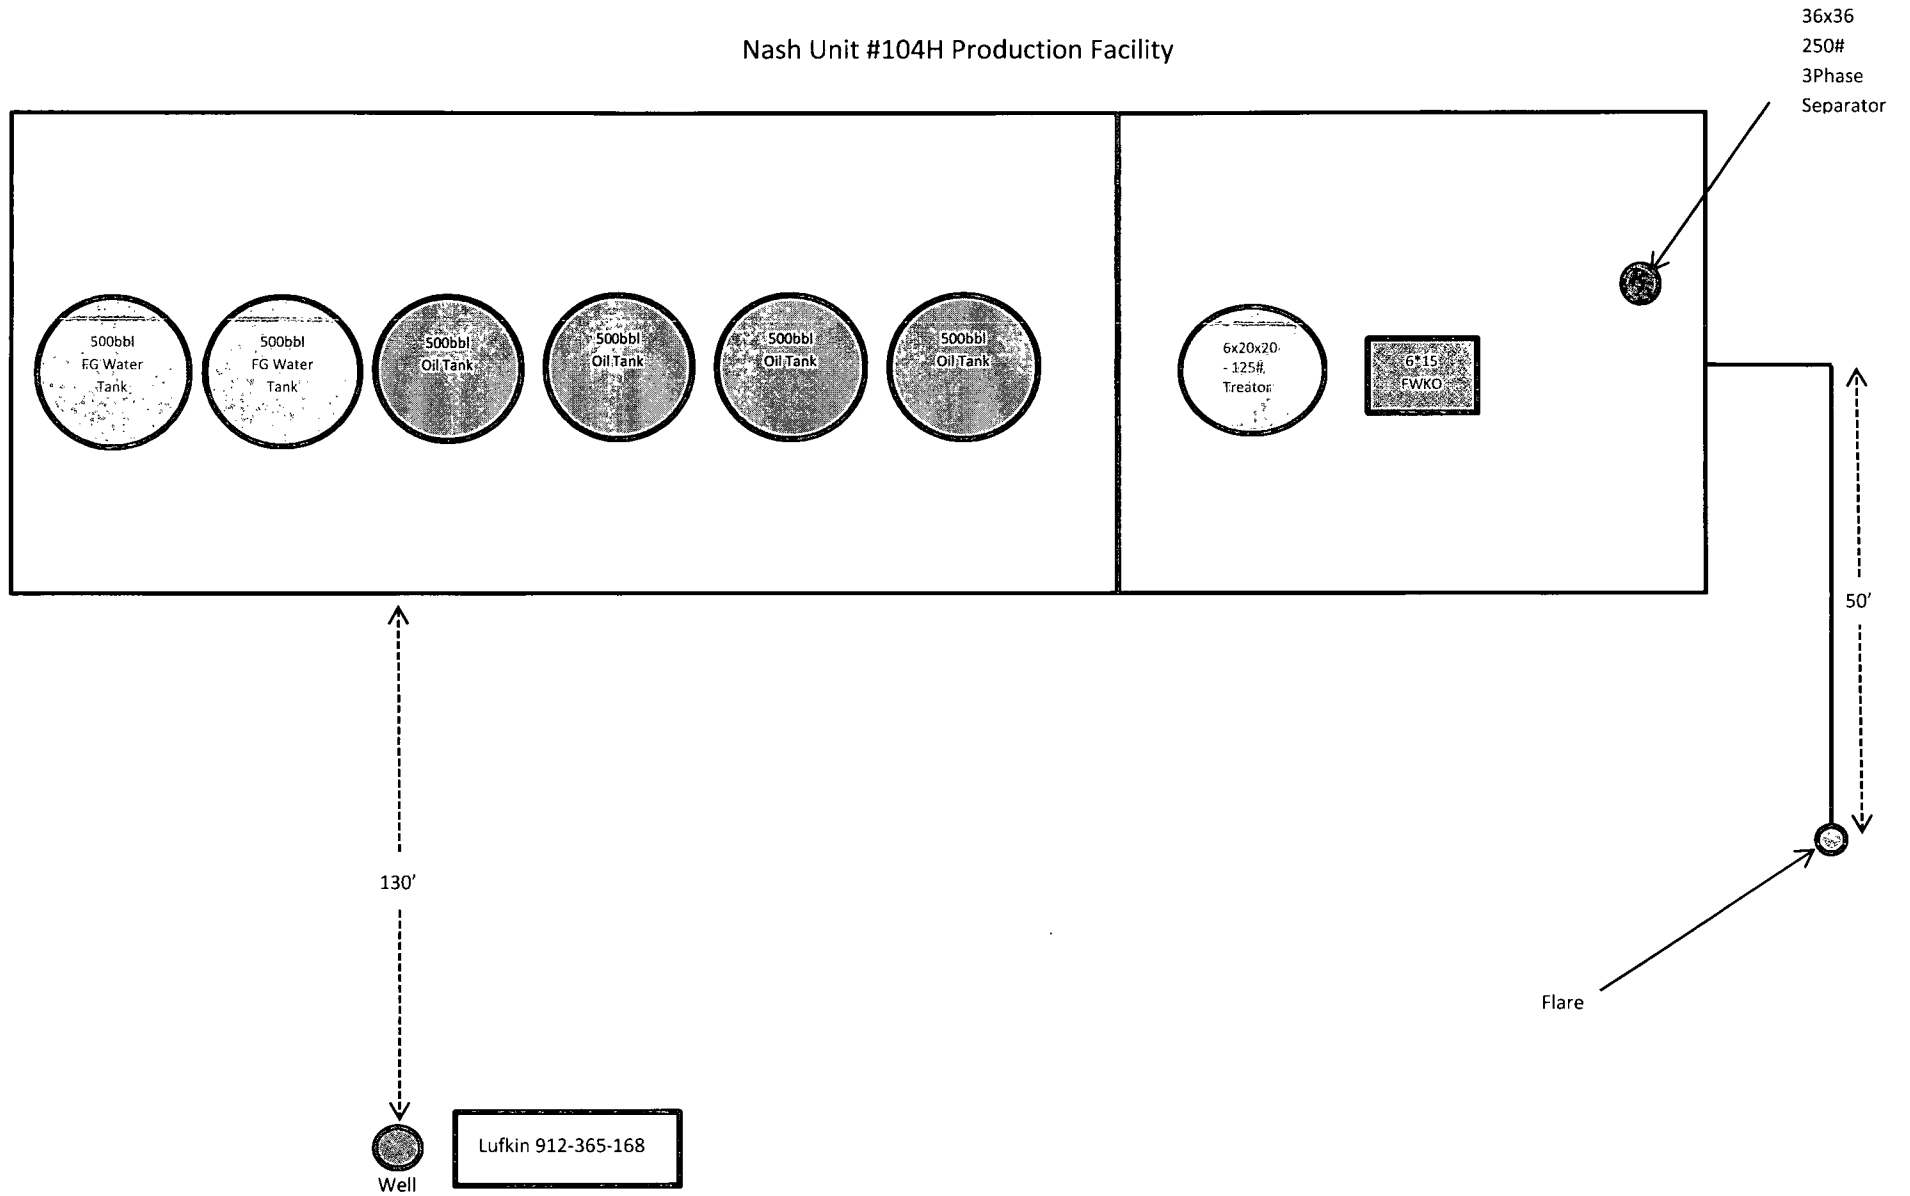 36x36
250#
3Phase
Separator
Nash Unit #104H Production Facility
500bbl
FG Water
Tank
500bbl
FG Water
Tank
500bbl
Oil Tank
500bbl
Oil Tank
500bbl
Oil Tank
500bbl
Oil Tank
6x20x20
- 125#
Treator
6*15
FWKO
50'
130'
Flare
Lufkin 912-365-168
Well